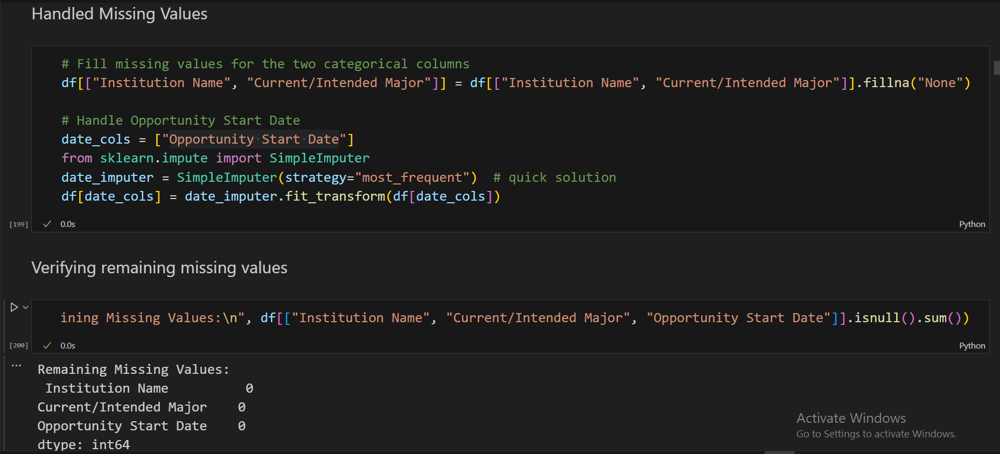 Handled Missing Values
# Fill missing values for the two categorical columns
df[["Institution Name", "Current/Intended Major"]] = df[["Institution Name", "Current/Intended Major"]].fillna("None")
# Handle Opportunity Start Date
date_cols = ["Opportunity Start Date"]
from sklearn.impute import SimpleImputer
date_imputer = SimpleImputer(strategy="most_frequent")  # quick solution
df[date_cols] = date_imputer.fit_transform(df[date_cols])
[199] 0.0s Python
Verifying remaining missing values
ining Missing Values:\n", df[["Institution Name", "Current/Intended Major", "Opportunity Start Date"]].isnull().sum())
[200] 0.0s Python
Remaining Missing Values:
 Institution Name          0
Current/Intended Major    0
Opportunity Start Date    0
dtype: int64
Activate Windows
Go to Settings to activate Windows.